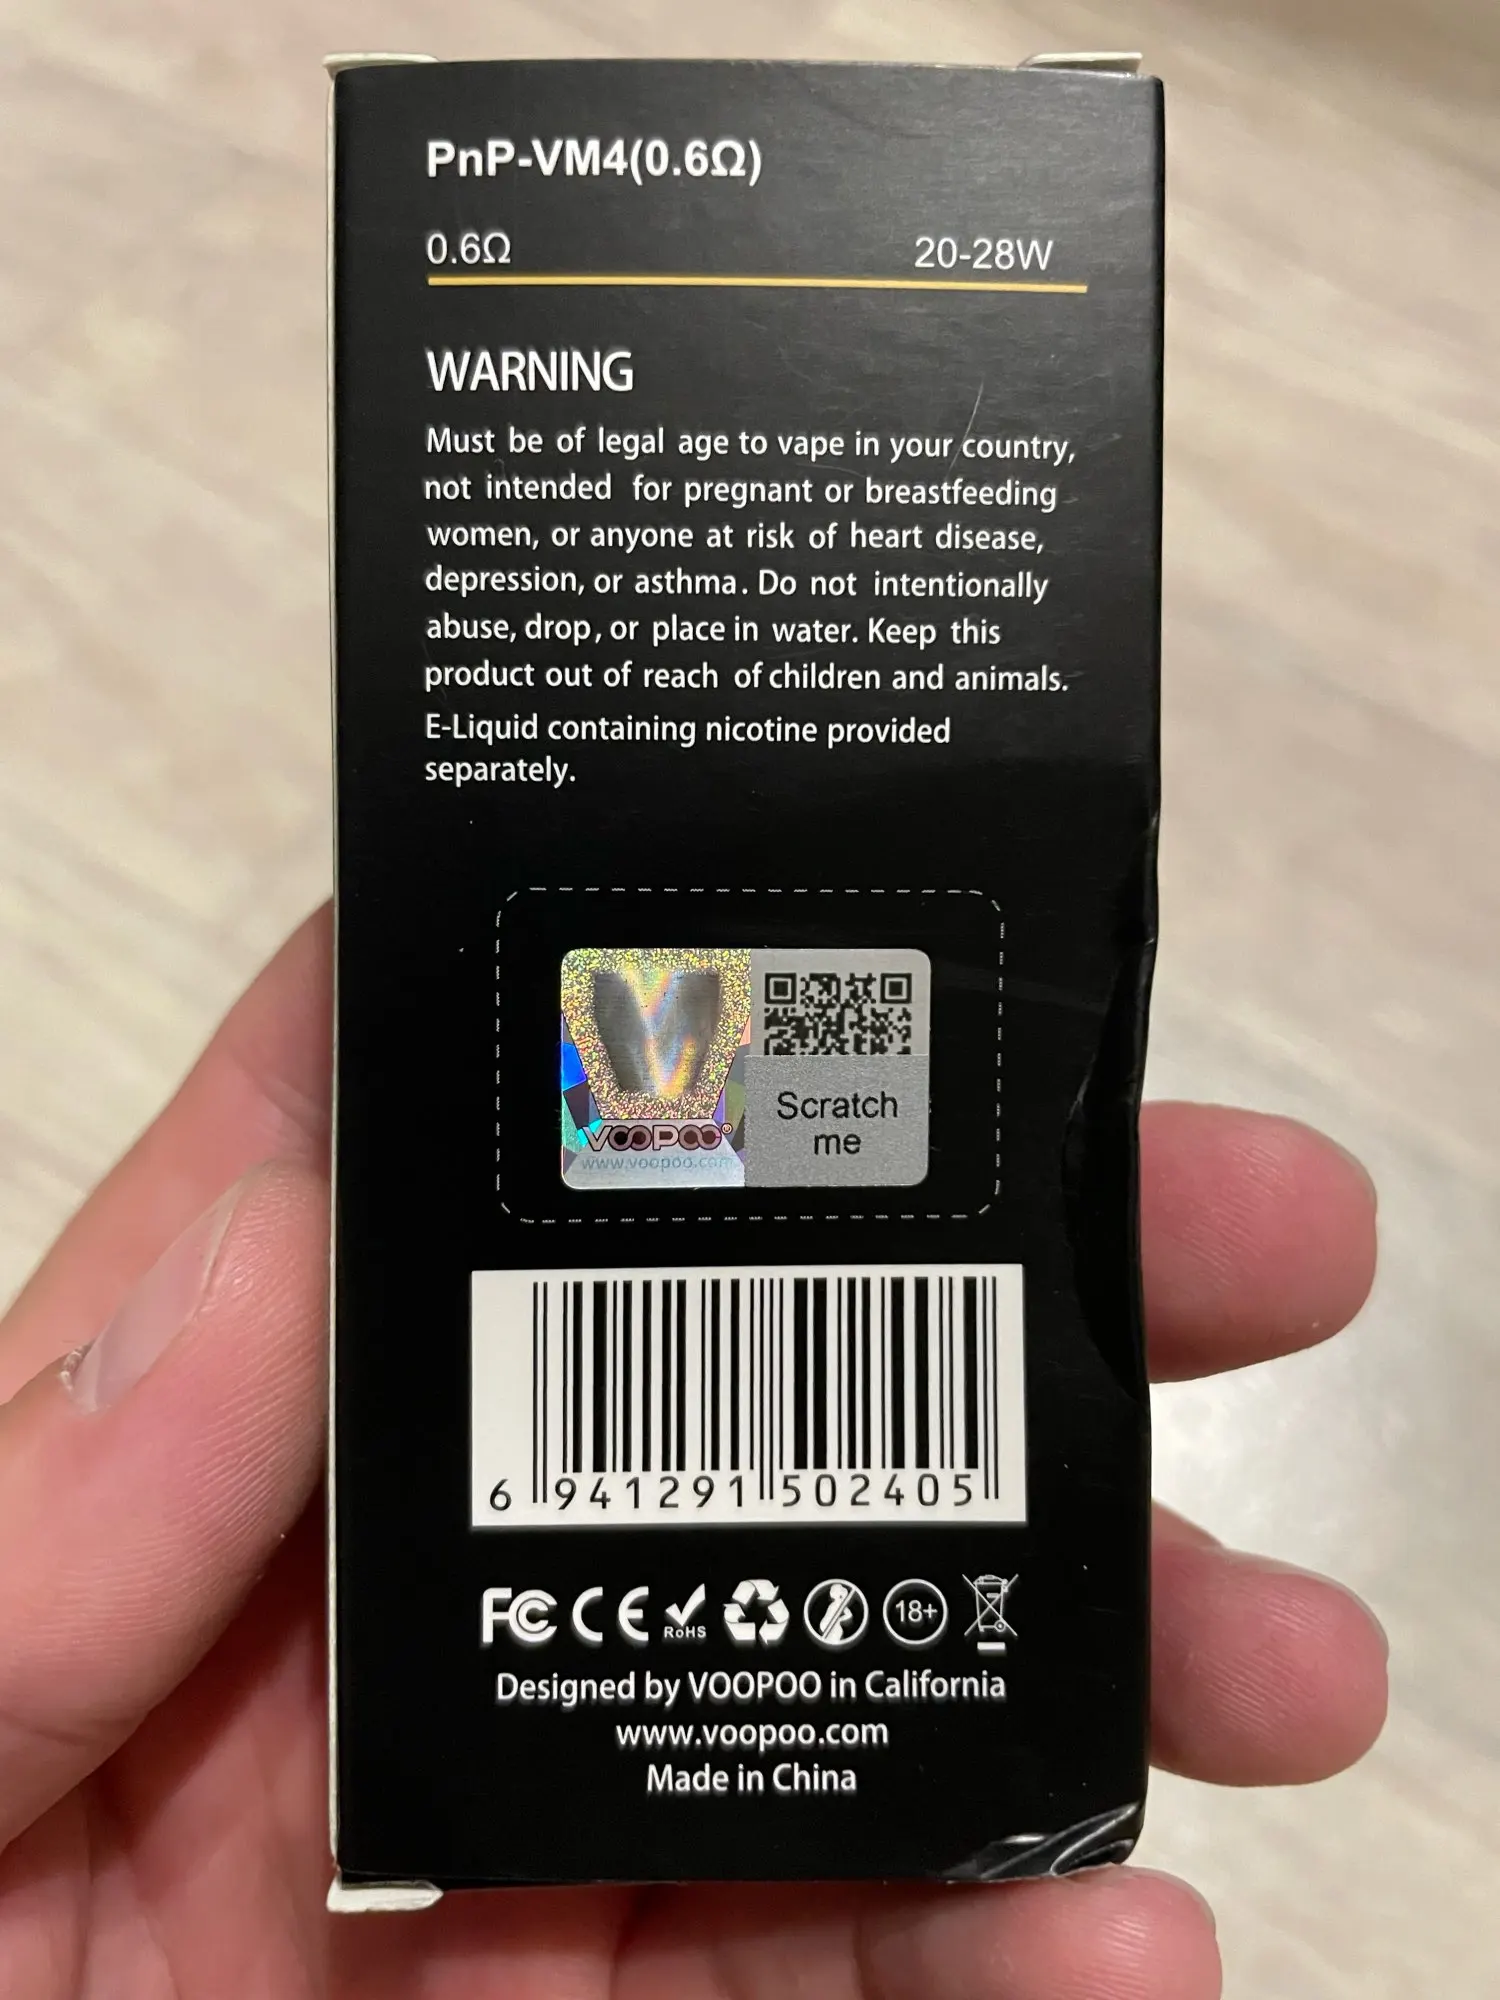 PnP-VM4(0.6Ω)
0.6Ω 20-28W
WARNING
Must be of legal age to vape in your country,
not intended for pregnant or breastfeeding
women, or anyone at risk of heart disease,
depression, or asthma. Do not intentionally
abuse, drop, or place in water. Keep this
product out of reach of children and animals.
E-Liquid containing nicotine provided
separately.
VOOPOO®
www.voopoo.com
Scratch
me
6 941291 502405
FC CE RoHS 18+
Designed by VOOPOO in California
www.voopoo.com
Made in China